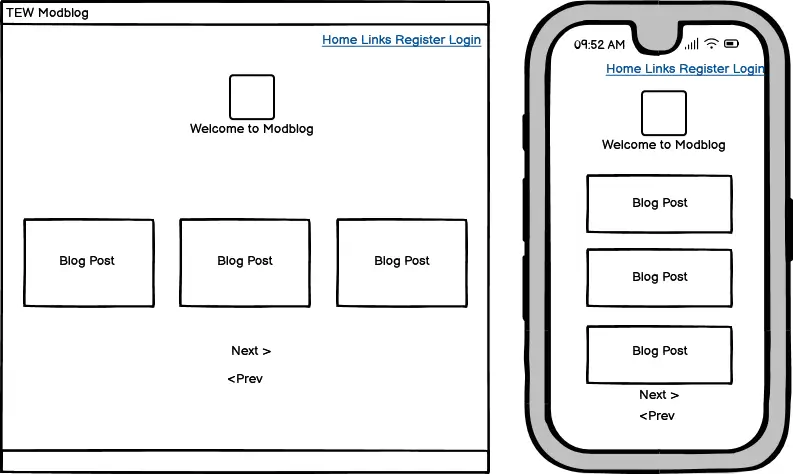 TEW Modblog
Home Links Register Login
Welcome to Modblog
Blog Post
Blog Post
Blog Post
Next >
<Prev
09:52 AM
Home Links Register Login
Welcome to Modblog
Blog Post
Blog Post
Blog Post
Next >
<Prev